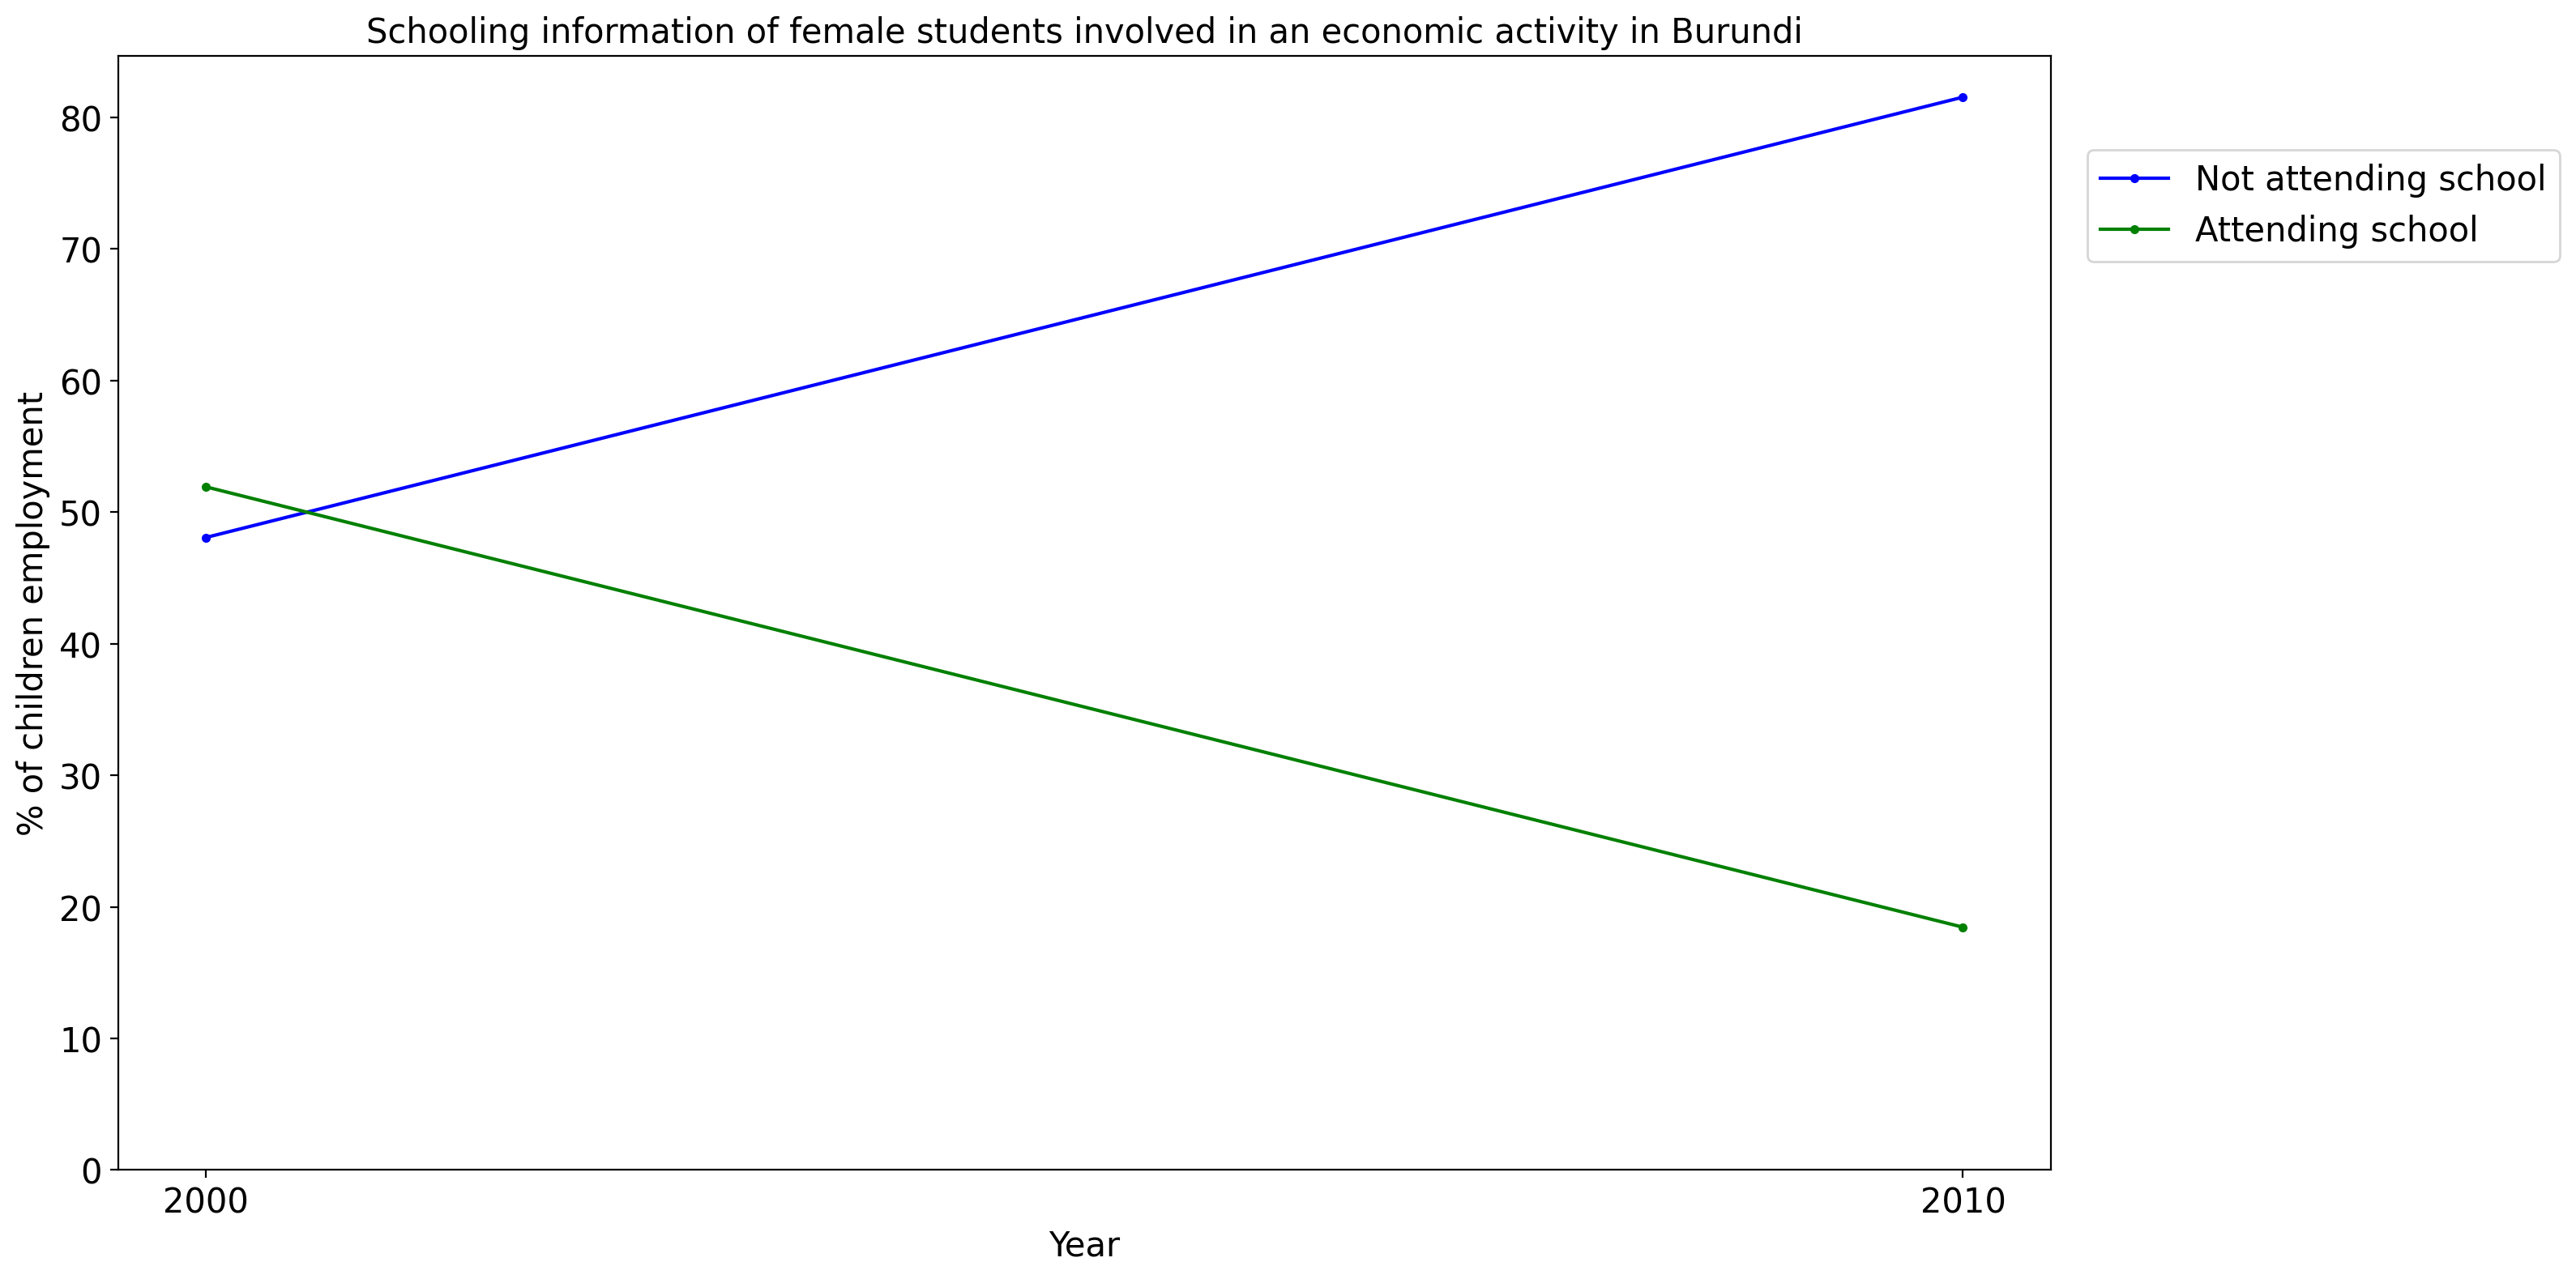 Schooling information of female students involved in an economic activity in Burundi
% of children employment
80
70
60
50
40
30
20
10
0
2000
2010
Year
Not attending school
Attending school